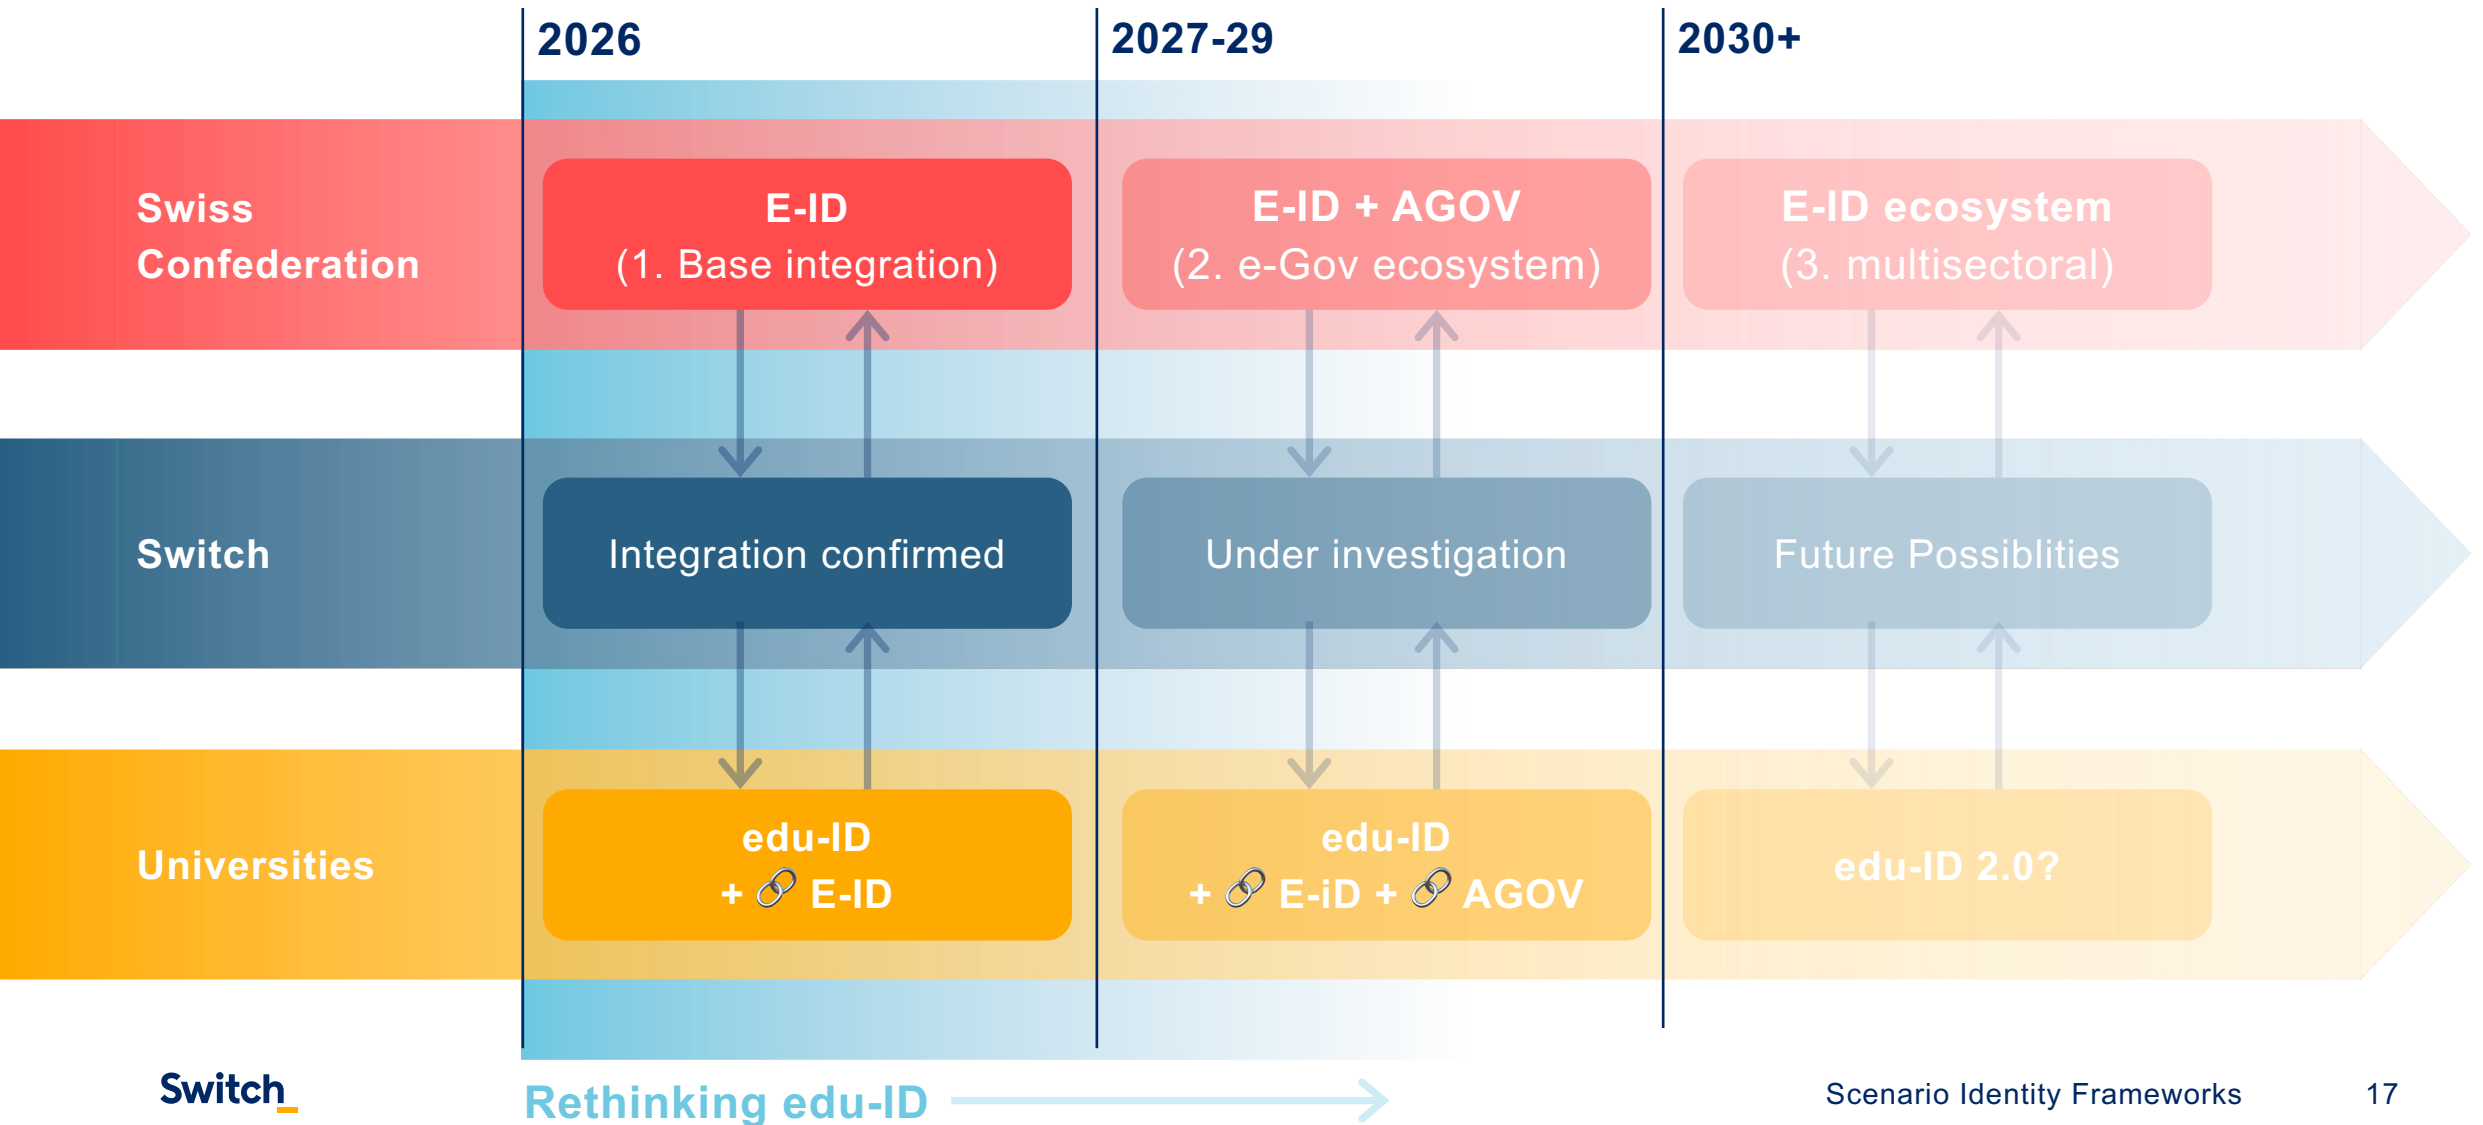 2026
2027-29
2030+
Swiss
Confederation
E-ID
(1. Base integration)
E-ID + AGOV
(2. e-Gov ecosystem)
E-ID ecosystem
(3. multisectoral)
Switch
Integration confirmed
Under investigation
Future Possiblities
Universities
edu-ID
+ 🔗 E-ID
edu-ID
+ 🔗 E-iD + 🔗 AGOV
edu-ID 2.0?
Switch_
Rethinking edu-ID
Scenario Identity Frameworks
17